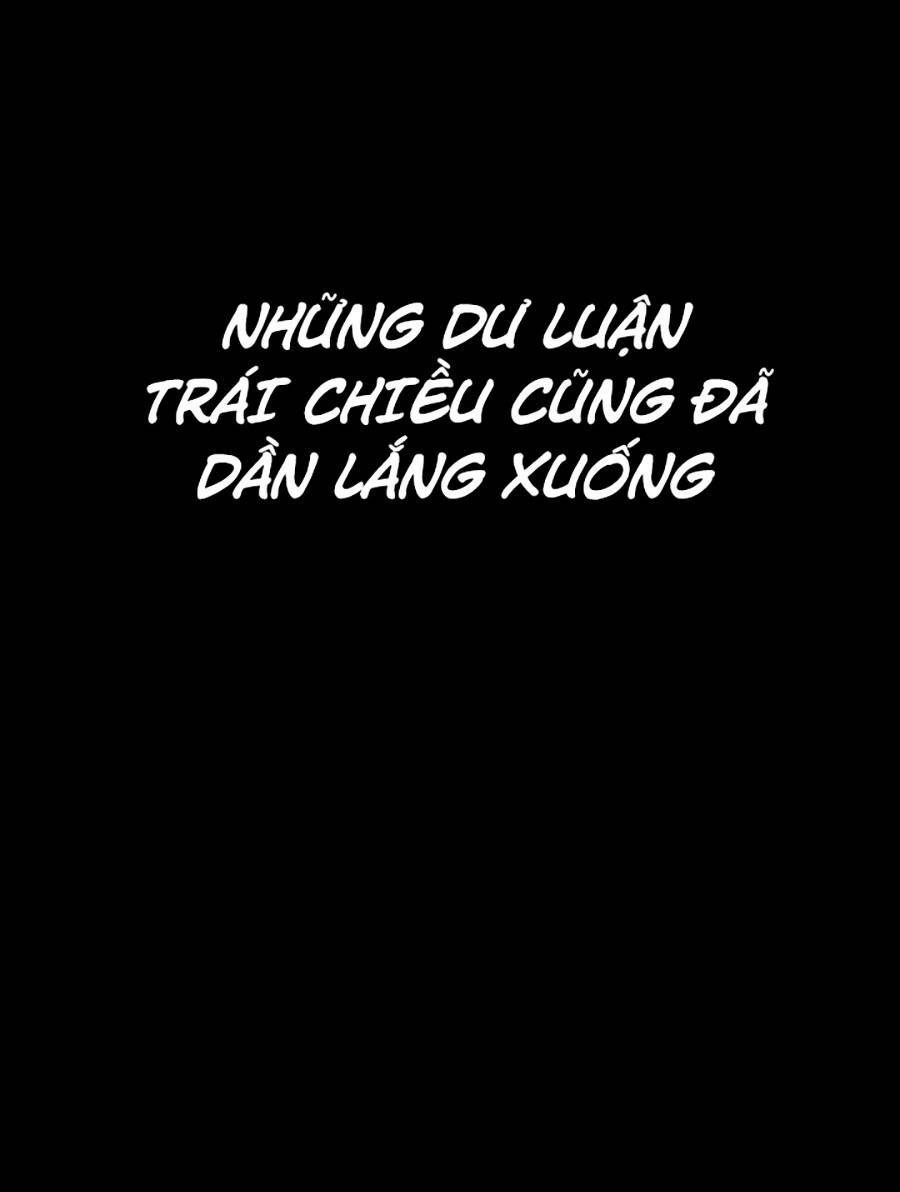 NHỮNG DƯ LUẬN
TRÁI CHIỀU CŨNG ĐÃ
DẦN LẮNG XUỐNG